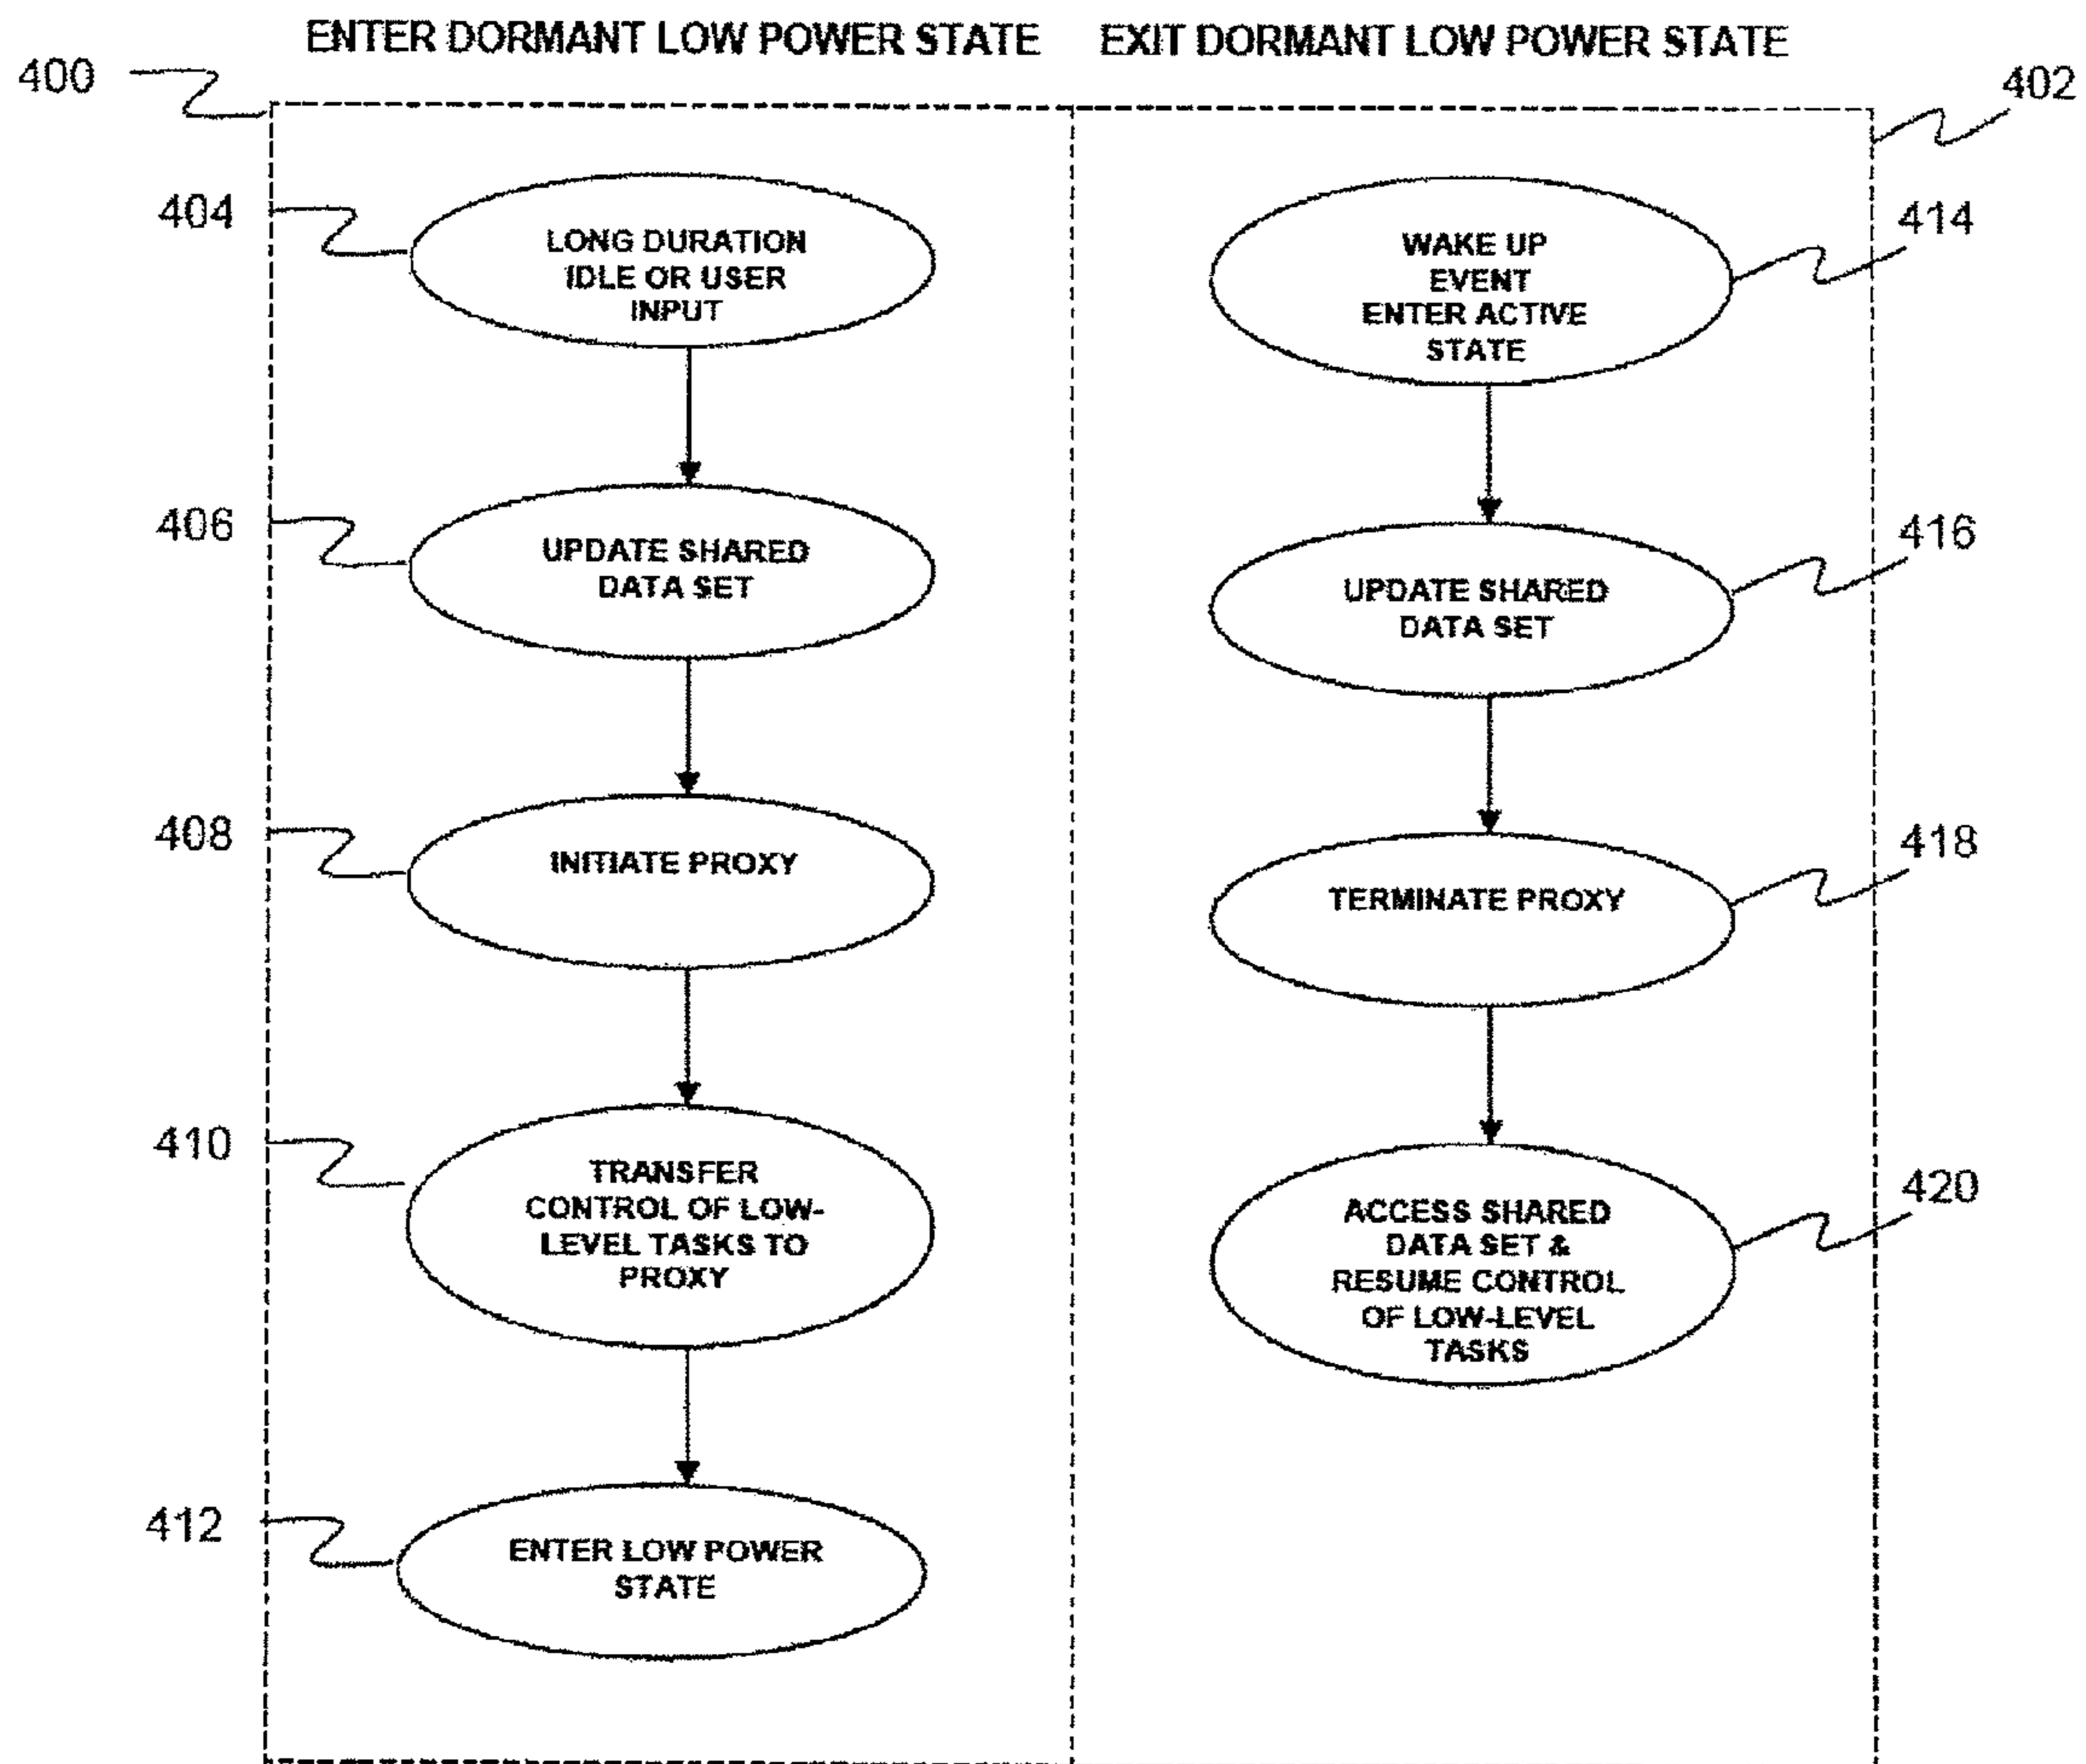 ENTER DORMANT LOW POWER STATE
EXIT DORMANT LOW POWER STATE
400
402
404
LONG DURATION
IDLE OR USER
INPUT
406
UPDATE SHARED
DATA SET
408
INITIATE PROXY
410
TRANSFER
CONTROL OF LOW-
LEVEL TASKS TO
PROXY
412
ENTER LOW POWER
STATE
414
WAKE UP
EVENT
ENTER ACTIVE
STATE
416
UPDATE SHARED
DATA SET
418
TERMINATE PROXY
420
ACCESS SHARED
DATA SET &
RESUME CONTROL
OF LOW-LEVEL
TASKS